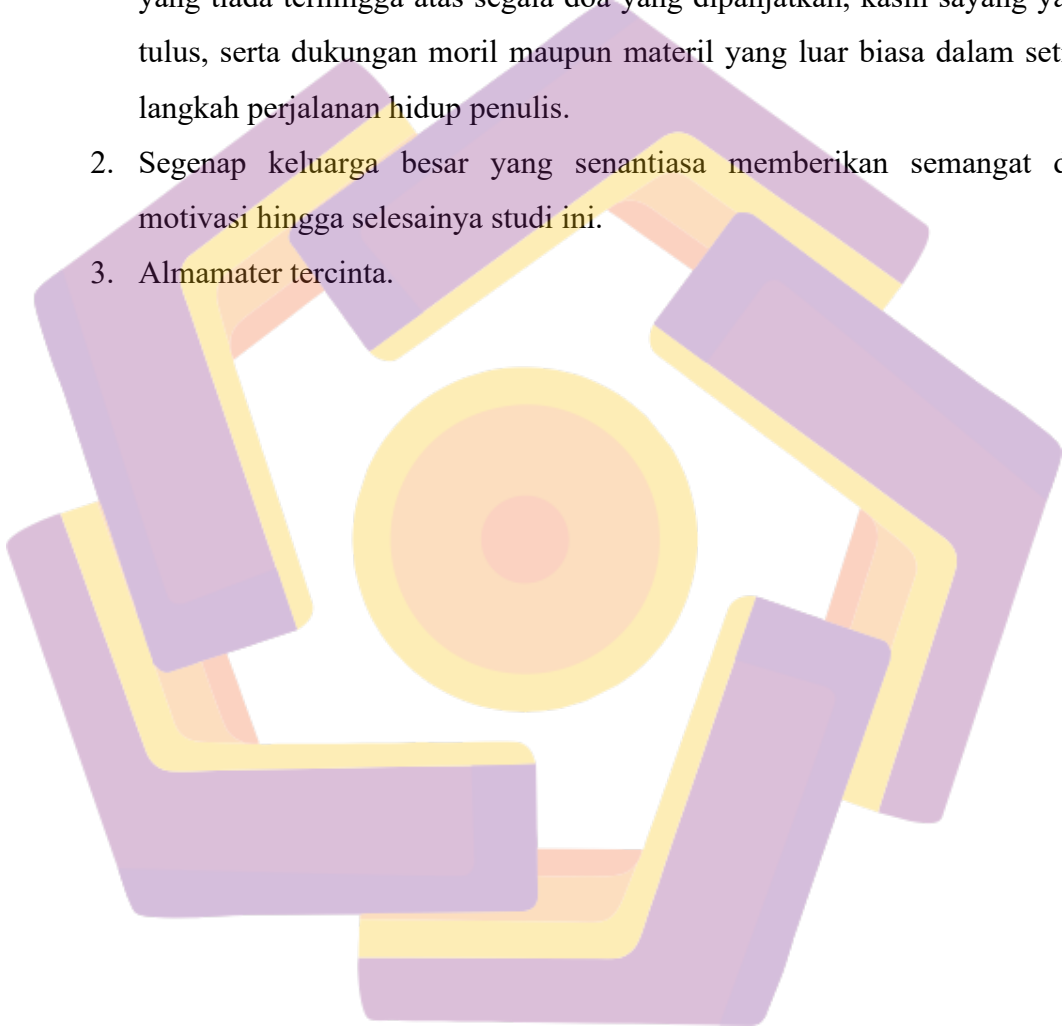 yang tiada terhingga atas segala doa yang dipanjatkan, kasih sayang
tulus, serta dukungan moril maupun materil yang luar biasa dalam
langkah perjalanan hidup penulis.
2. Segenap keluarga besar yang senantiasa memberikan semangat
motivasi hingga selesainya studi ini.
3. Almamater tercinta.